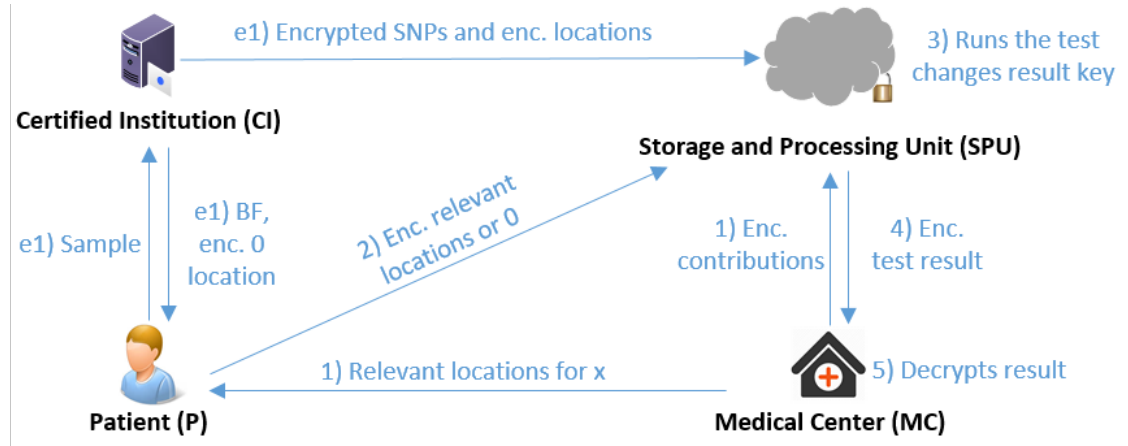 e1) Encrypted SNPs and enc. locations
3) Runs the test
changes result key
Certified Institution (CI)
Storage and Processing Unit (SPU)
e1) Sample
e1) BF,
enc. 0
location
2) Enc. relevant
locations or 0
1) Enc.
contributions
4) Enc.
test result
1) Relevant locations for x
5) Decrypts result
Patient (P)
Medical Center (MC)